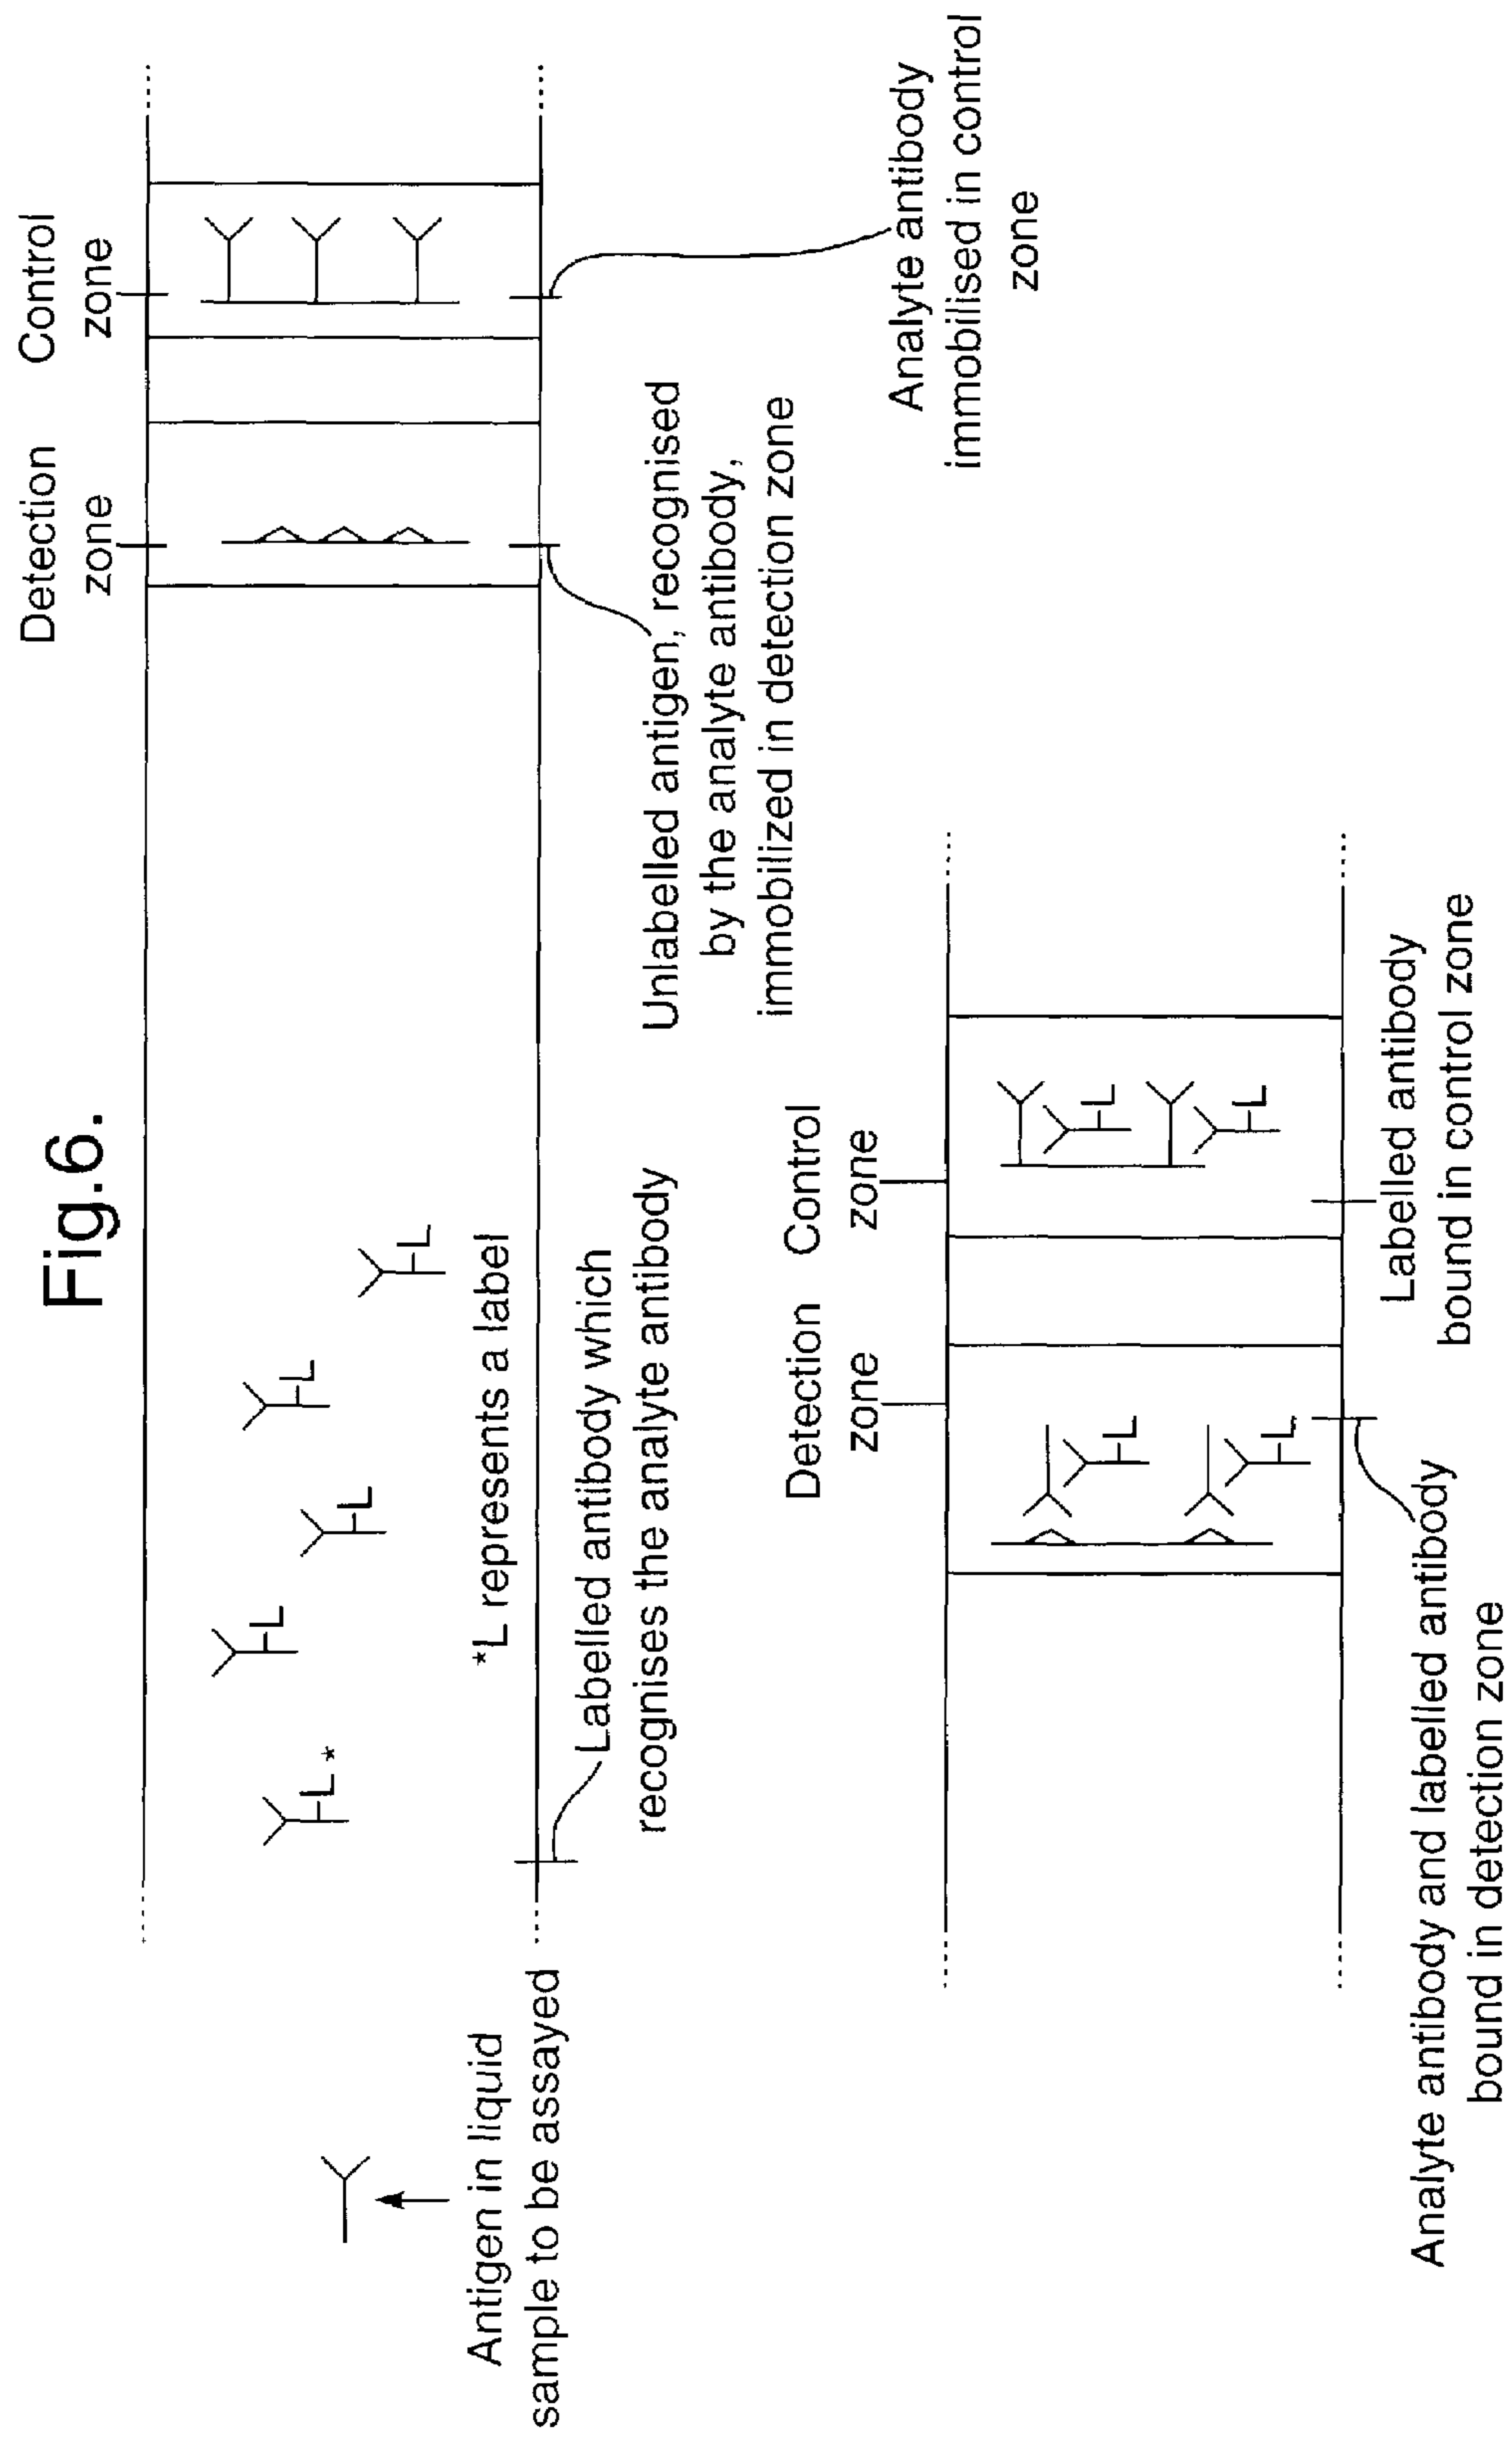 Fig.6.
Detection
zone
Control
zone
L*
L
L
L
L
*L represents a label
Antigen in liquid
sample to be assayed
Labelled antibody which
recognises the analyte antibody
Unlabelled antigen, recognised
by the analyte antibody,
immobilized in detection zone
Analyte antibody
immobilised in control
zone
Detection
zone
Control
zone
L
L
L
L
Analyte antibody and labelled antibody
bound in detection zone
Labelled antibody
bound in control zone